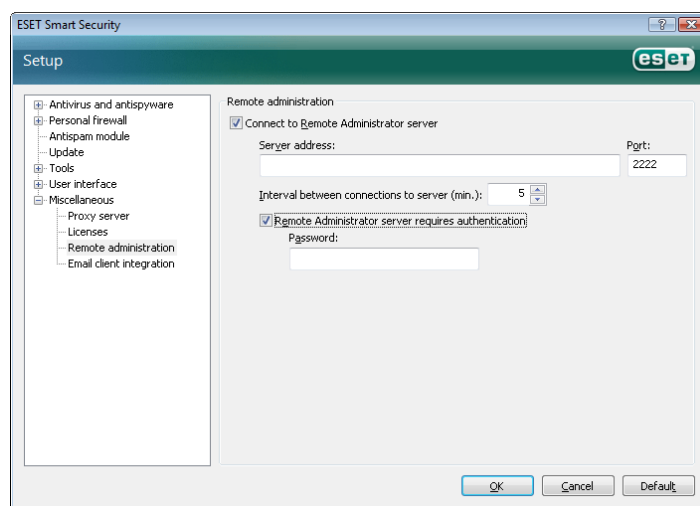 ESET Smart Security
Setup
eset
Antivirus and antispyware
Personal firewall
Antispam module
Update
Tools
User interface
Miscellaneous
Proxy server
Licenses
Remote administration
Email client integration
Remote administration
Connect to Remote Administrator server
Server address:
Port:
2222
Interval between connections to server (min.): 5
Remote Administrator server requires authentication
Password:
OK
Cancel
Default